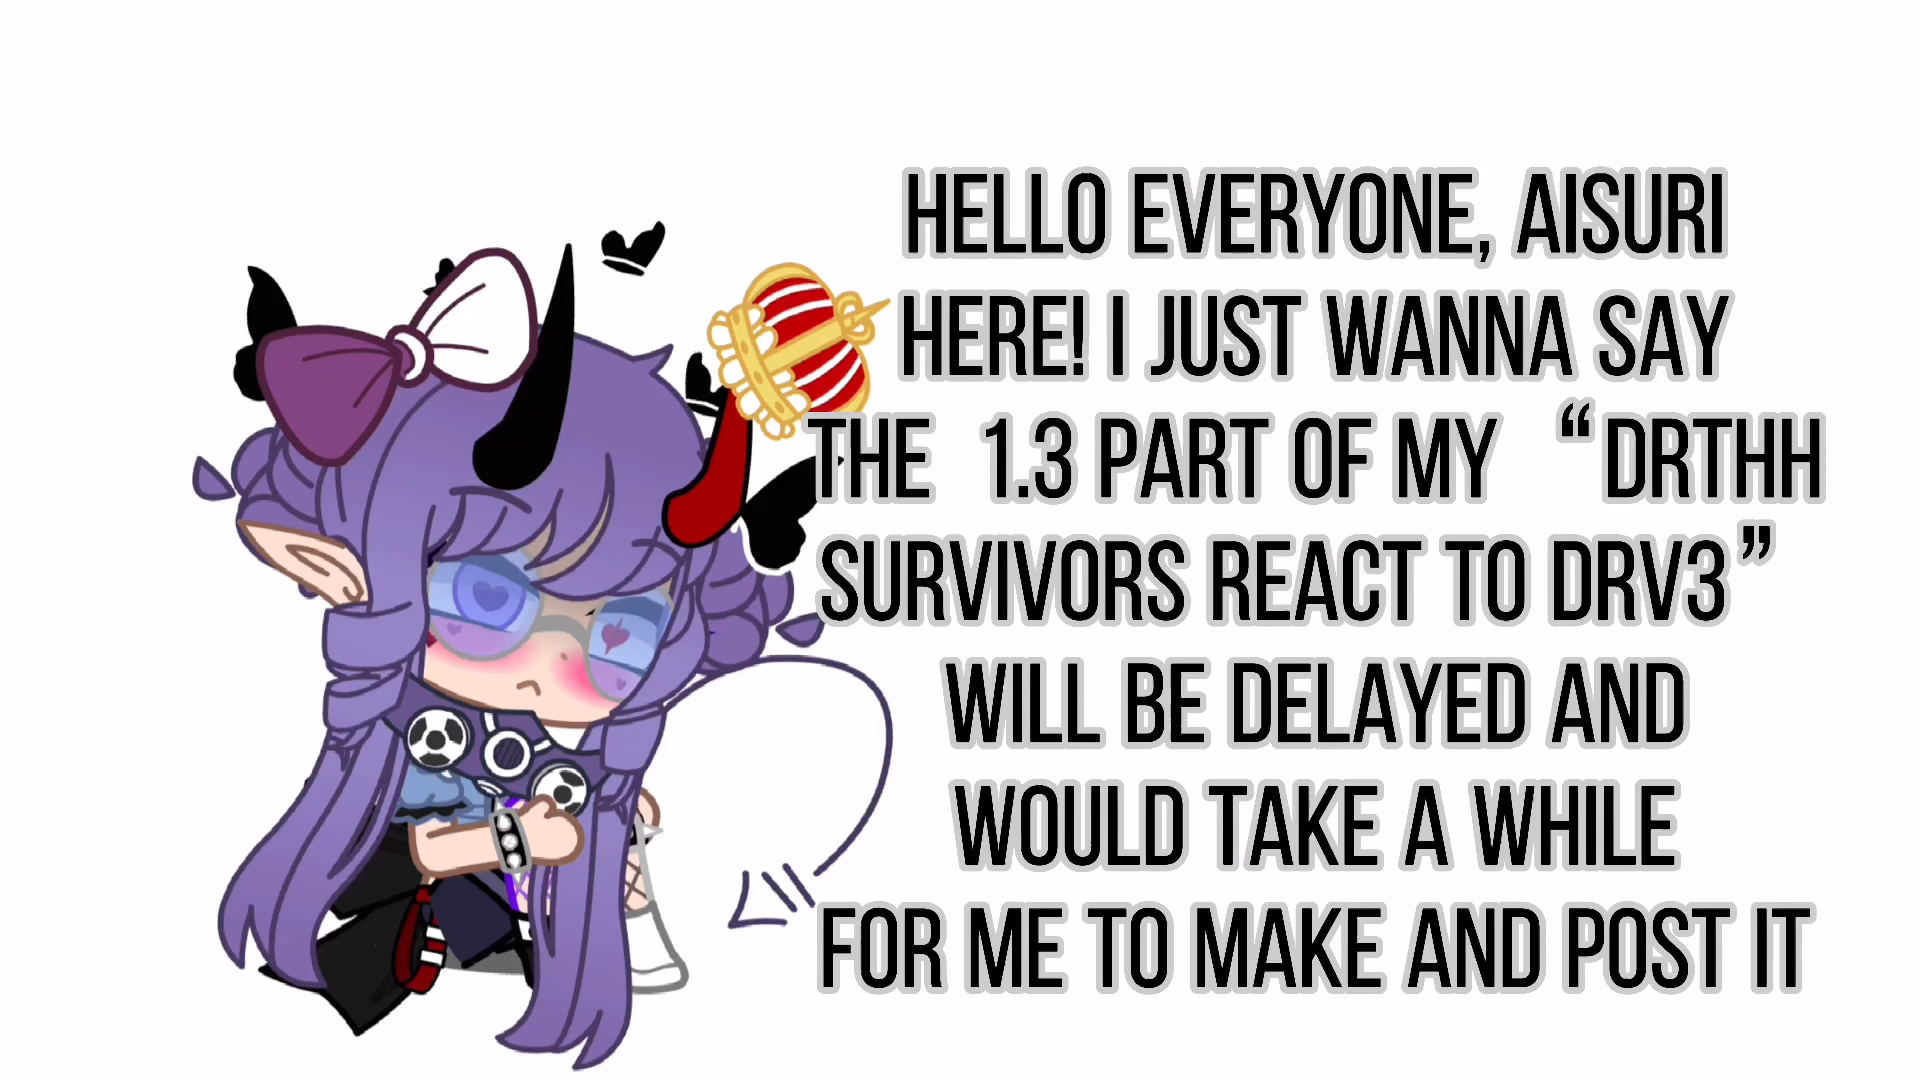 HELLO EVERYONE, AISURI
HERE! I JUST WANNA SAY
THE 1.3 PART OF MY “DRTHH
SURVIVORS REACT TO DRV3”
WILL BE DELAYED AND
WOULD TAKE A WHILE
FOR ME TO MAKE AND POST IT